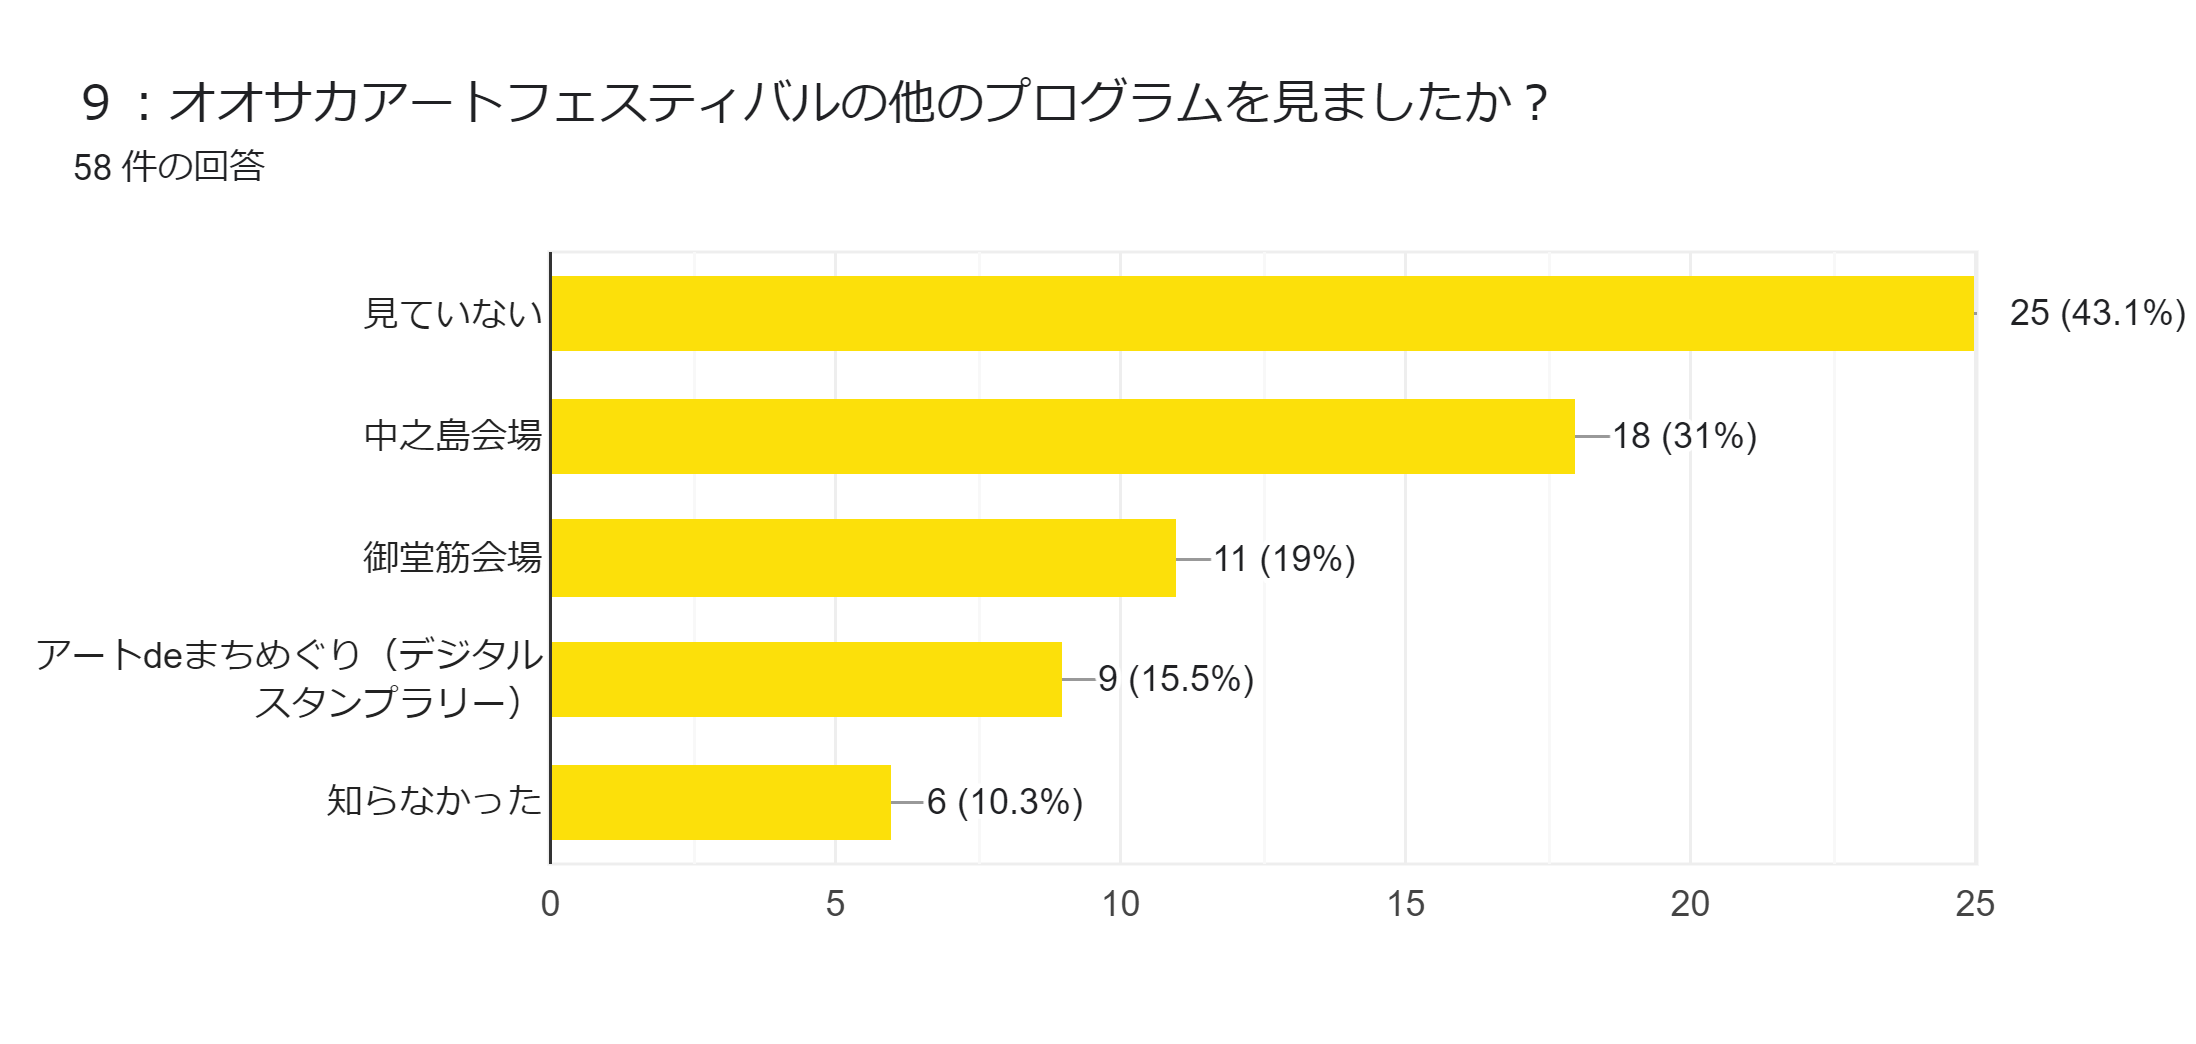 9：オオサカアートフェスティバルの他のプログラムを見ましたか？
58 件の回答
見ていない
25 (43.1%)
中之島会場
18 (31%)
御堂筋会場
11 (19%)
アートdeまちめぐり（デジタル
スタンプラリー）
9 (15.5%)
知らなかった
6 (10.3%)
0 5 10 15 20 25